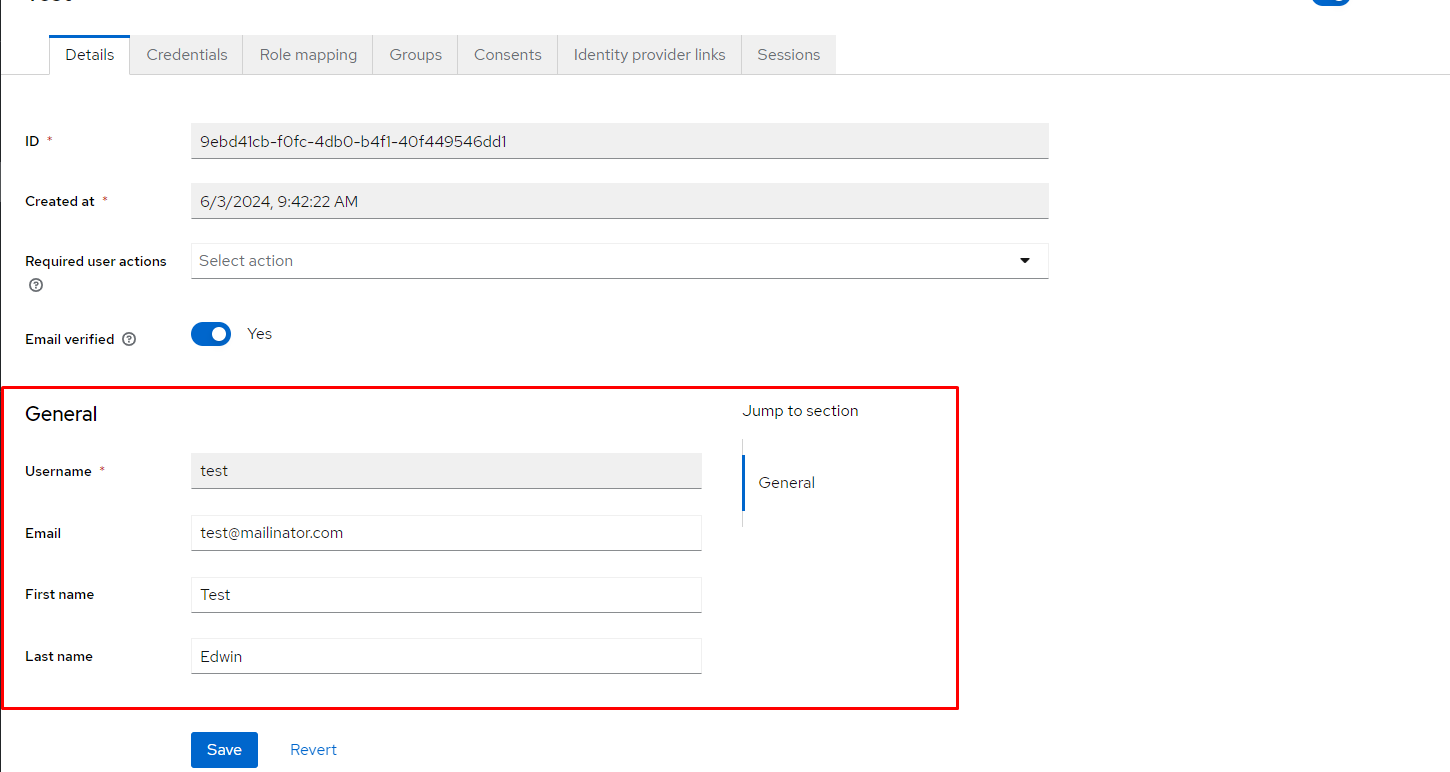 Details Credentials Role mapping Groups Consents Identity provider links Sessions
ID *
9ebd41cb-f0fc-4db0-b4f1-40f449546dd1
Created at *
6/3/2024, 9:42:22 AM
Required user actions
Select action
Email verified
Yes
General
Jump to section
General
Username *
test
Email
test@mailinator.com
First name
Test
Last name
Edwin
Save
Revert